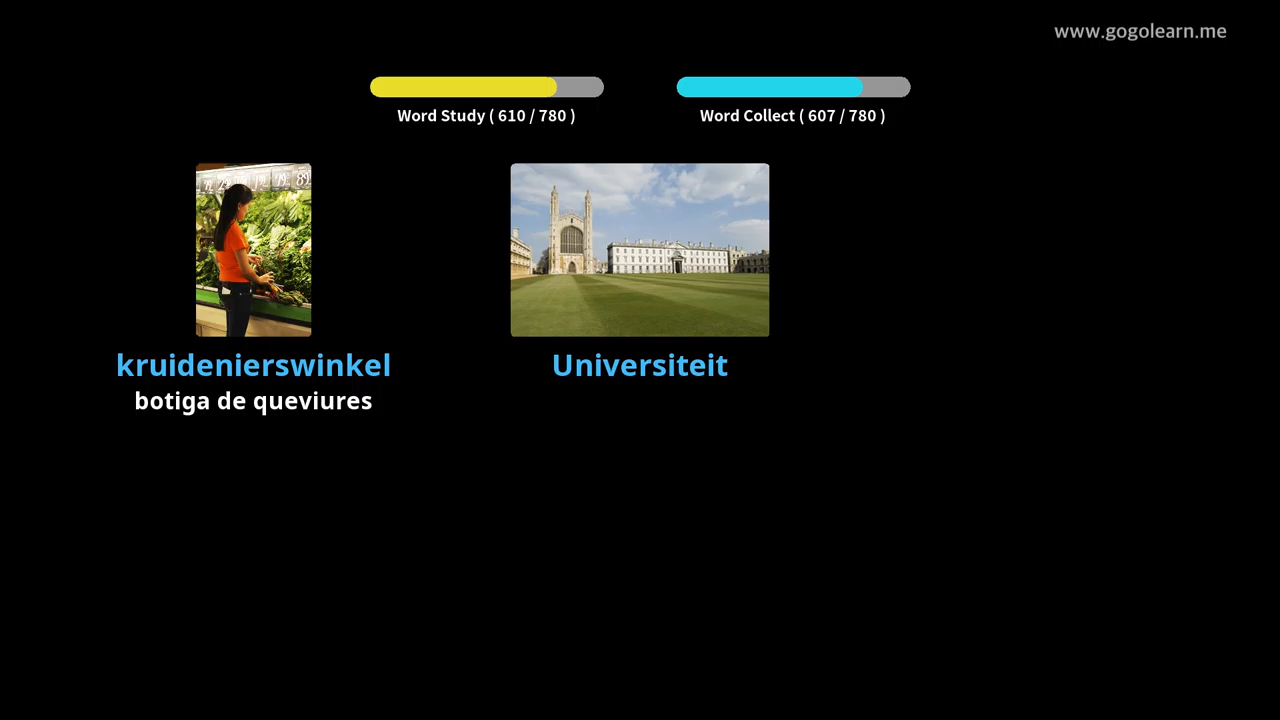 www.gogolearn.me
Word Study ( 610 / 780 )
Word Collect ( 607 / 780 )
kruidenierswinkel
botiga de queviures
Universiteit